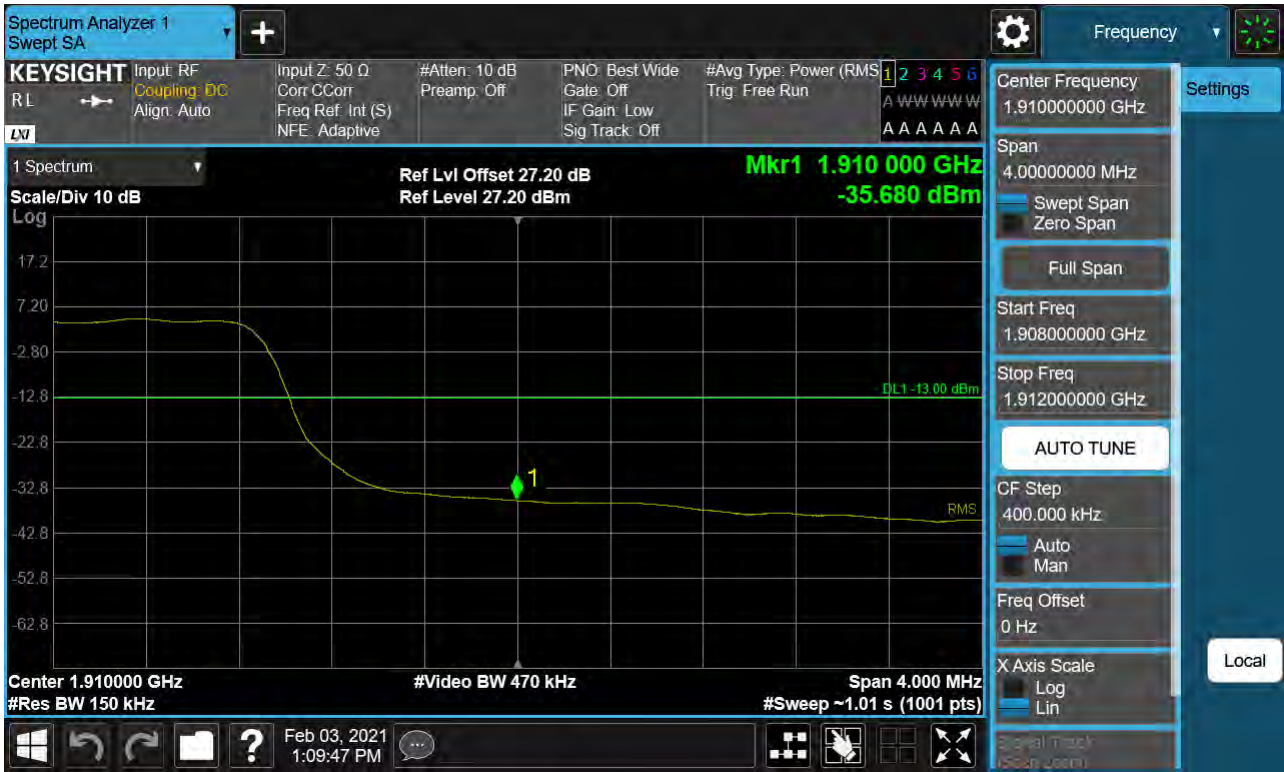 Spectrum Analyzer 1
Swept SA
Frequency
KEYSIGHT
RL
LXI
Input: RF
Coupling: DC
Align: Auto
Input Z: 50 Ω
Corr CCorr
Freq Ref: Int (S)
NFE: Adaptive
#Atten: 10 dB
Preamp: Off
PNO: Best Wide
Gate: Off
IF Gain: Low
Sig Track: Off
#Avg Type: Power (RMS
Trig: Free Run
1 2 3 4 5 6
A W W W W W
A A A A A A
1 Spectrum
Scale/Div 10 dB
Log
Ref Lvl Offset 27.20 dB
Ref Level 27.20 dBm
Mkr1 1.910 000 GHz
-35.680 dBm
17.2
7.20
-2.80
-12.8
-22.8
-32.8
-42.8
-52.8
-62.8
DL1 -13.00 dBm
1
RMS
Center 1.910000 GHz
#Res BW 150 kHz
#Video BW 470 kHz
Span 4.000 MHz
#Sweep ~1.01 s (1001 pts)
Center Frequency
1.910000000 GHz
Settings
Span
4.00000000 MHz
Swept Span
Zero Span
Full Span
Start Freq
1.908000000 GHz
Stop Freq
1.912000000 GHz
AUTO TUNE
CF Step
400.000 kHz
Auto
Man
Freq Offset
0 Hz
X Axis Scale
Log
Lin
Signal Track
(Span Zoom)
Local
?
Feb 03, 2021
1:09:47 PM